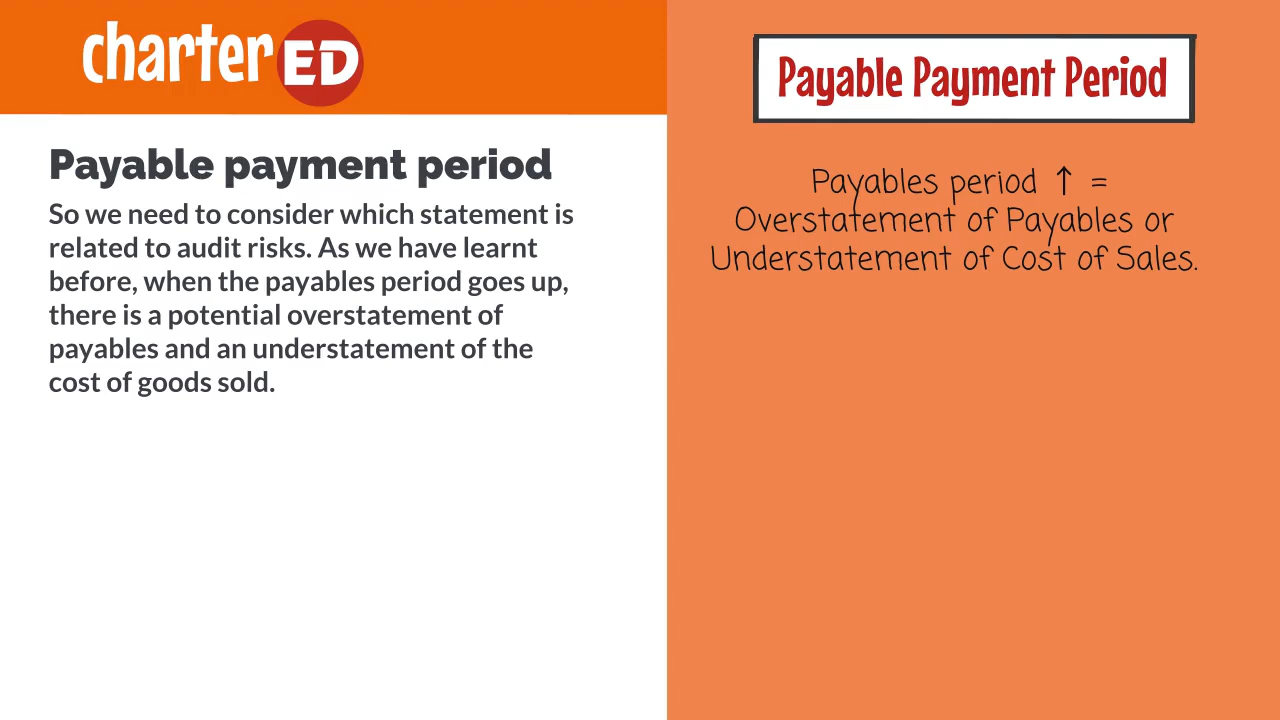 charterED
Payable payment period
So we need to consider which statement is
related to audit risks. As we have learnt
before, when the payables period goes up,
there is a potential overstatement of
payables and an understatement of the
cost of goods sold.
Payable Payment Period
Payables period ↑ =
Overstatement of Payables or
Understatement of Cost of Sales.